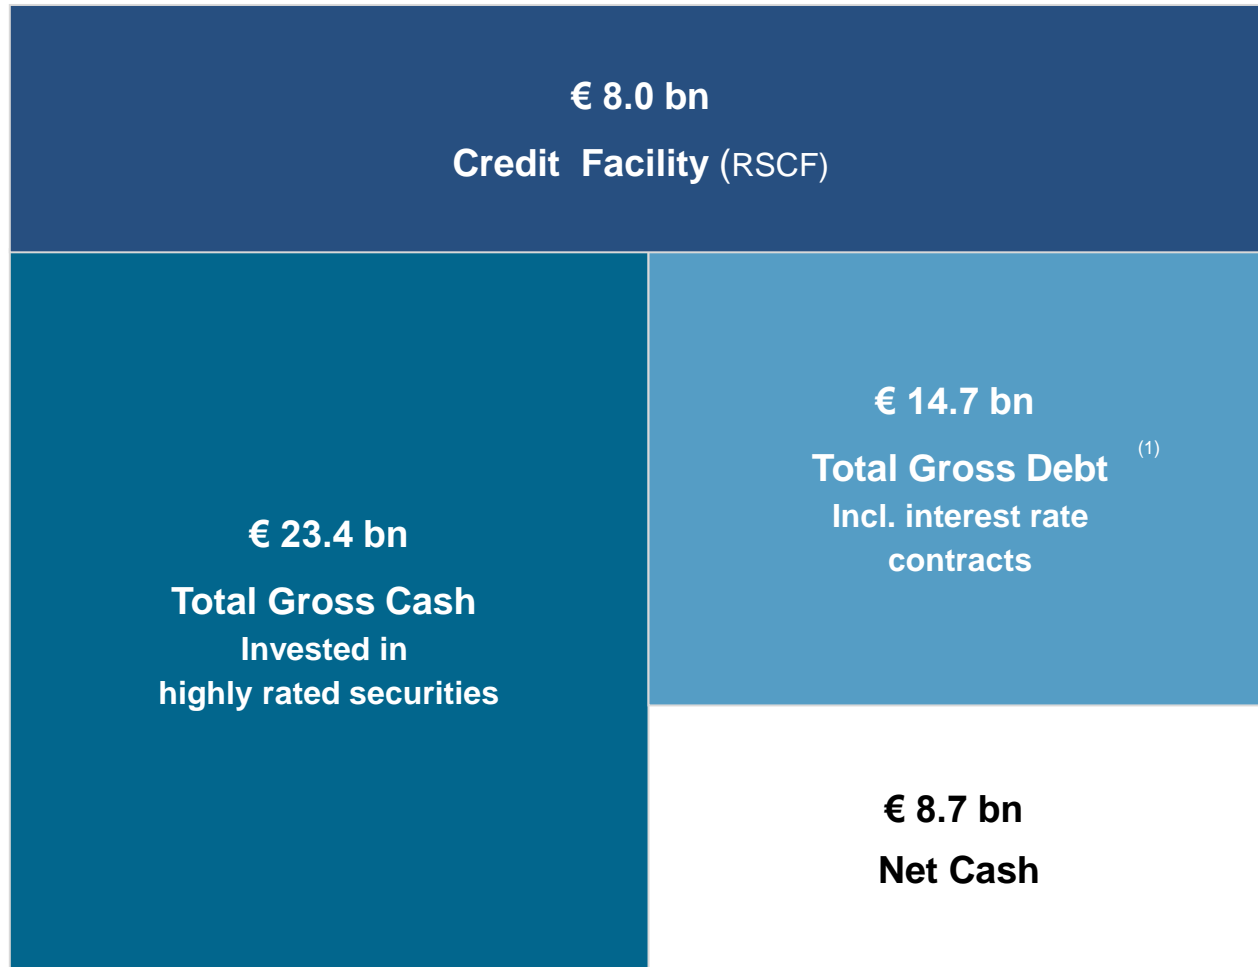 € 8.0 bn
Credit Facility (RSCF)
€ 23.4 bn
Total Gross Cash
Invested in
highly rated securities
€ 14.7 bn
Total Gross Debt (1)
Incl. interest rate
contracts
€ 8.7 bn
Net Cash